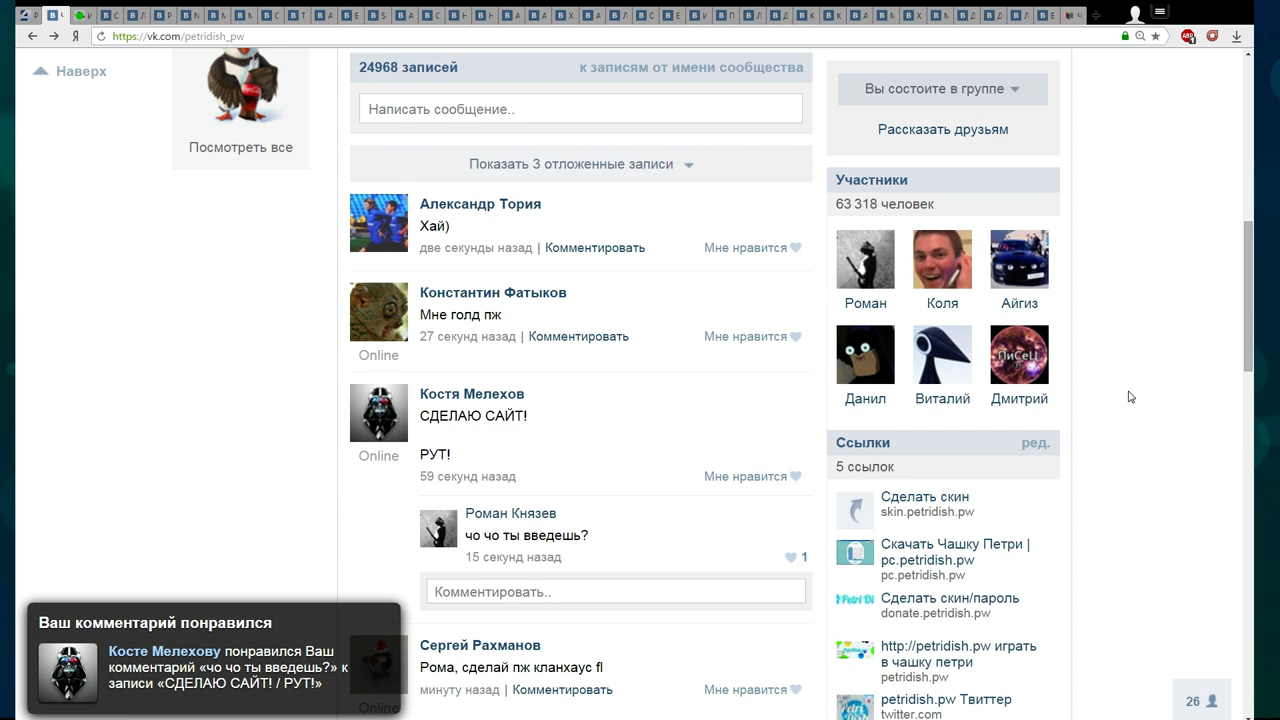 https://vk.com/petridish_pw
Наверх
Посмотреть все
24968 записей
к записям от имени сообщества
Написать сообщение..
Показать 3 отложенные записи
Александр Тория
Хай)
две секунды назад | Комментировать
Мне нравится
Константин Фатыков
Мне голд пж
27 секунд назад | Комментировать
Мне нравится
Online
Костя Мелехов
СДЕЛАЮ САЙТ!
РУТ!
Online
59 секунд назад
Мне нравится
Роман Князев
чо чо ты введешь?
15 секунд назад
1
Комментировать..
Сергей Рахманов
Рома, сделай пж кланхаус fl
минуту назад | Комментировать
Мне нравится
Online
Ваш комментарий понравился
Косте Мелехову понравился Ваш
комментарий «чо чо ты введешь?» к
записи «СДЕЛАЮ САЙТ! / РУТ!»
Вы состоите в группе
Рассказать друзьям
Участники
63 318 человек
Роман
Коля
Айгиз
ПиСеЦ
Данил
Виталий
Дмитрий
Ссылки
ред.
5 ссылок
Сделать скин
skin.petridish.pw
Скачать Чашку Петри |
pc.petridish.pw
pc.petridish.pw
Сделать скин/пароль
donate.petridish.pw
http://petridish.pw играть
в чашку петри
petridish.pw
petridish.pw Твиттер
twitter.com
26